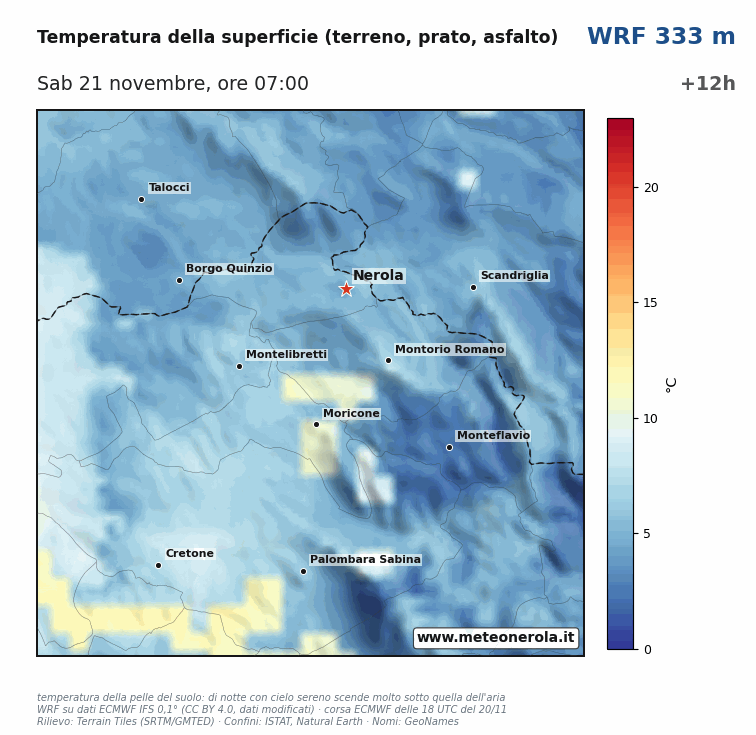 Temperatura della superficie (terreno, prato, asfalto)
WRF 333 m
Sab 21 novembre, ore 07:00
+12h
Talocci
Borgo Quinzio
Nerola
Scandriglia
Montelibretti
Montorio Romano
Moricone
Monteflavio
Cretone
Palombara Sabina
www.meteonerola.it
20
15
10
5
0
°C
temperatura della pelle del suolo: di notte con cielo sereno scende molto sotto quella dell'aria
WRF su dati ECMWF IFS 0,1° (CC BY 4.0, dati modificati) · corsa ECMWF delle 18 UTC del 20/11
Rilievo: Terrain Tiles (SRTM/GMTED) · Confini: ISTAT, Natural Earth · Nomi: GeoNames